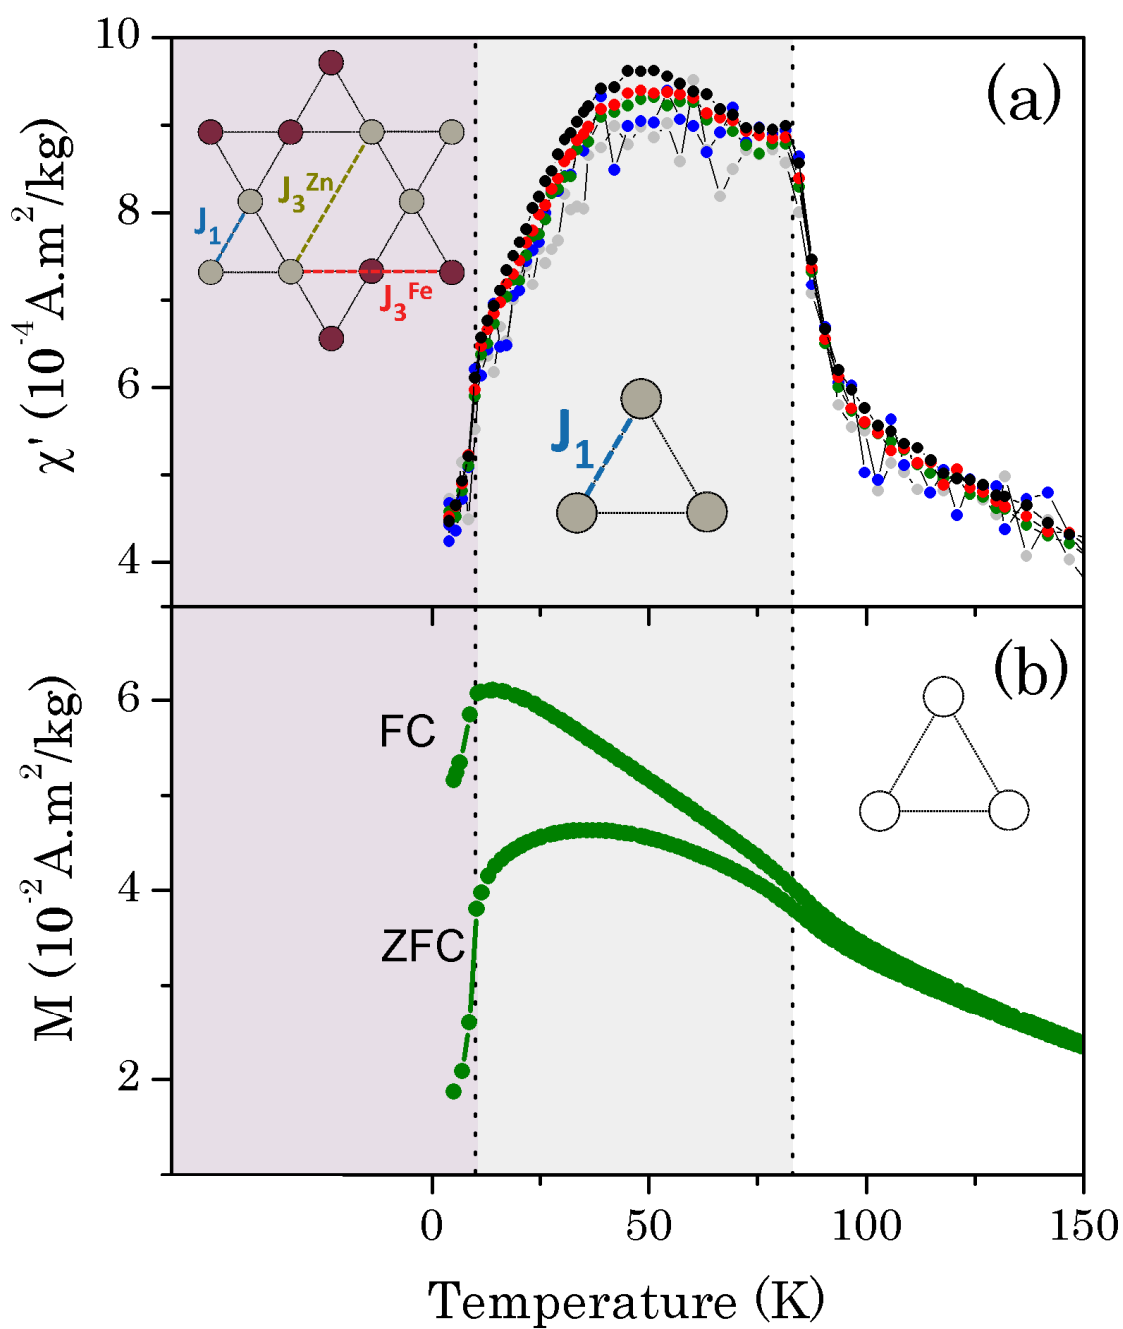 10
8
6
4
χ' (10⁻⁴ A.m²/kg)
(a)
J₃ᶻⁿ
J₁
J₃ᶠᵉ
J₁
(b)
6
4
2
M (10⁻² A.m²/kg)
FC
ZFC
0 50 100 150
Temperature (K)